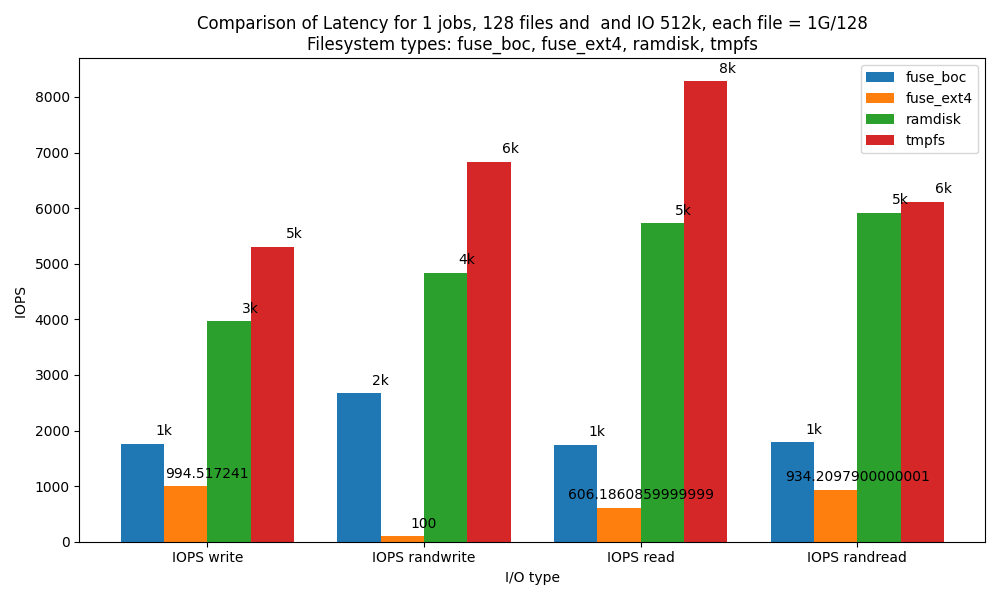 Comparison of Latency for 1 jobs, 128 files and  and IO 512k, each file = 1G/128
Filesystem types: fuse_boc, fuse_ext4, ramdisk, tmpfs
fuse_boc
fuse_ext4
ramdisk
tmpfs
IOPS
8000
7000
6000
5000
4000
3000
2000
1000
0
1k
994.517241
3k
5k
2k
100
4k
6k
1k
606.1860859999999
5k
8k
1k
934.2097900000001
5k
6k
IOPS write
IOPS randwrite
IOPS read
IOPS randread
I/O type